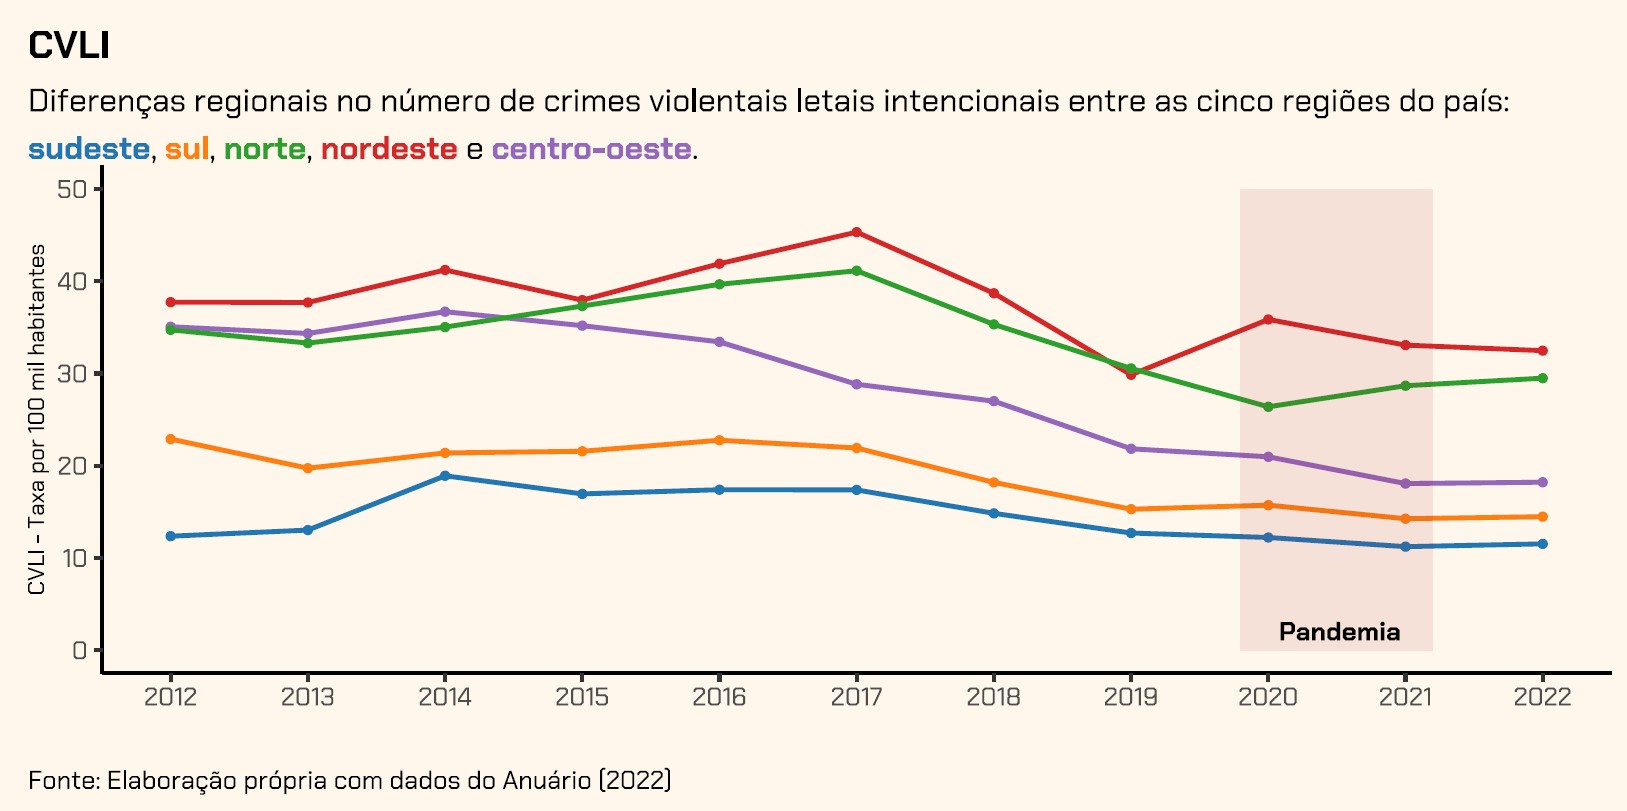 CVLI
Diferenças regionais no número de crimes violentais letais intencionais entre as cinco regiões do país:
sudeste, sul, norte, nordeste e centro-oeste.
CVLI - Taxa por 100 mil habitantes
50
40
30
20
10
0
Pandemia
2012 2013 2014 2015 2016 2017 2018 2019 2020 2021 2022
Fonte: Elaboração própria com dados do Anuário (2022)